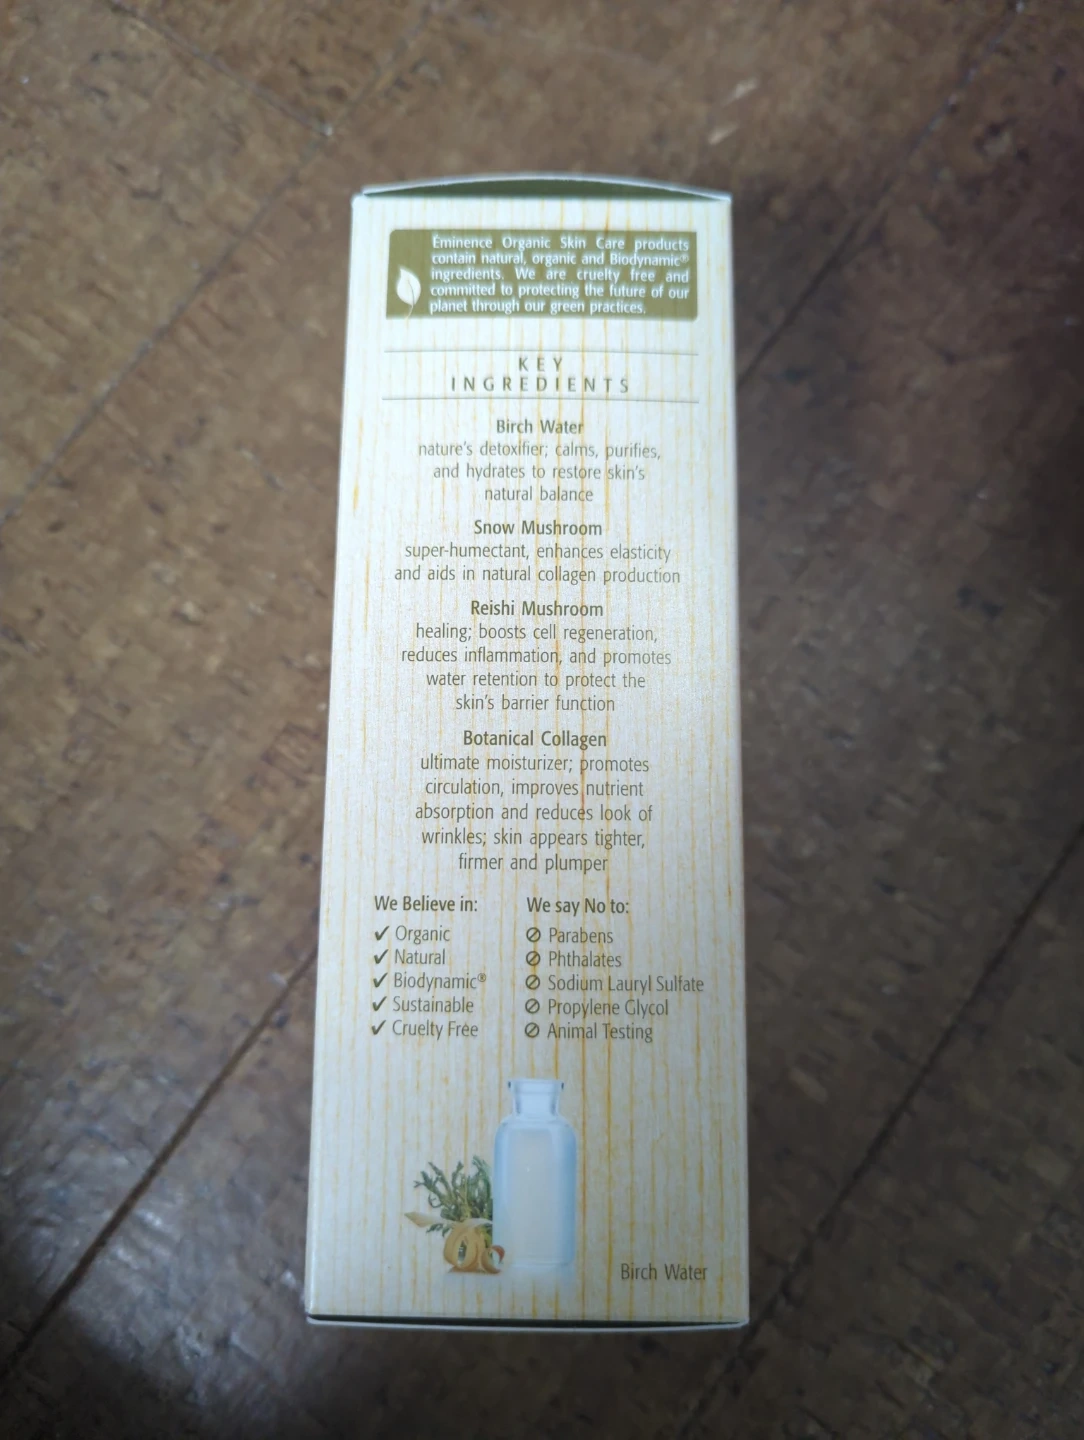 Eminence Organic Skin Care products
contain natural, organic and Biodynamic®
ingredients. We are cruelty free and
committed to protecting the future of our
planet through our green practices.
KEY
INGREDIENTS
Birch Water
nature's detoxifier; calms, purifies,
and hydrates to restore skin's
natural balance
Snow Mushroom
super-humectant, enhances elasticity
and aids in natural collagen production
Reishi Mushroom
healing; boosts cell regeneration,
reduces inflammation, and promotes
water retention to protect the
skin's barrier function
Botanical Collagen
ultimate moisturizer; promotes
circulation, improves nutrient
absorption and reduces look of
wrinkles; skin appears tighter,
firmer and plumper
We Believe in:
✓ Organic
✓ Natural
✓ Biodynamic®
✓ Sustainable
✓ Cruelty Free
We say No to:
⊘ Parabens
⊘ Phthalates
⊘ Sodium Lauryl Sulfate
⊘ Propylene Glycol
⊘ Animal Testing
Birch Water